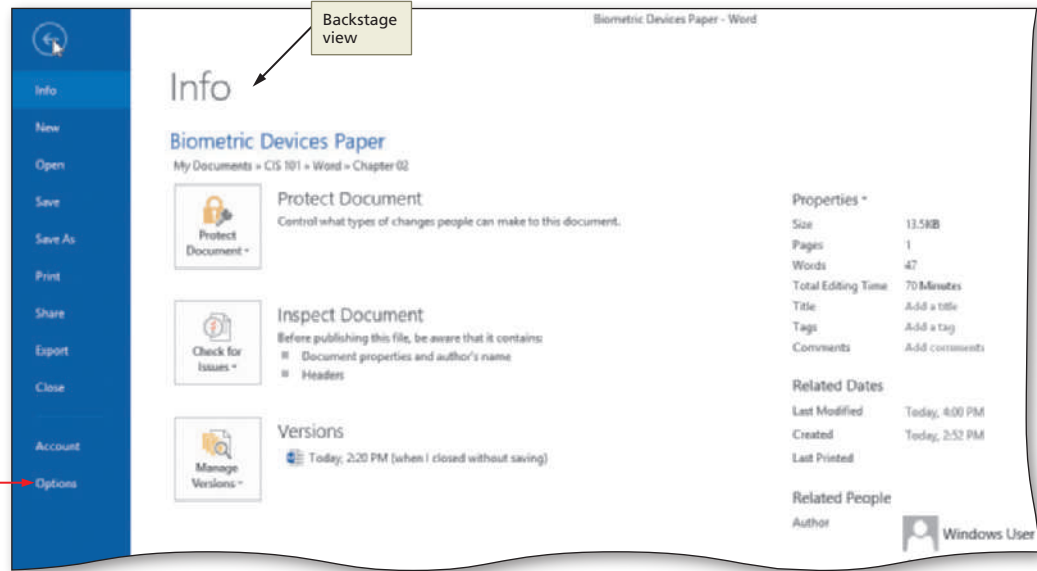 Backstage
view
Biometric Devices Paper - Word
Info
New
Open
Save
Save As
Print
Share
Export
Close
Account
Options
Info
Biometric Devices Paper
My Documents » CIS 101 » Word » Chapter 02
Protect
Document
Protect Document
Control what types of changes people can make to this document.
Check for
Issues
Inspect Document
Before publishing this file, be aware that it contains:
Document properties and author's name
Headers
Manage
Versions
Versions
Today, 2:20 PM (when I closed without saving)
Properties
Size 13.5KB
Pages 1
Words 47
Total Editing Time 70 Minutes
Title Add a title
Tags Add a tag
Comments Add comments
Related Dates
Last Modified Today, 4:00 PM
Created Today, 2:52 PM
Last Printed
Related People
Author Windows User